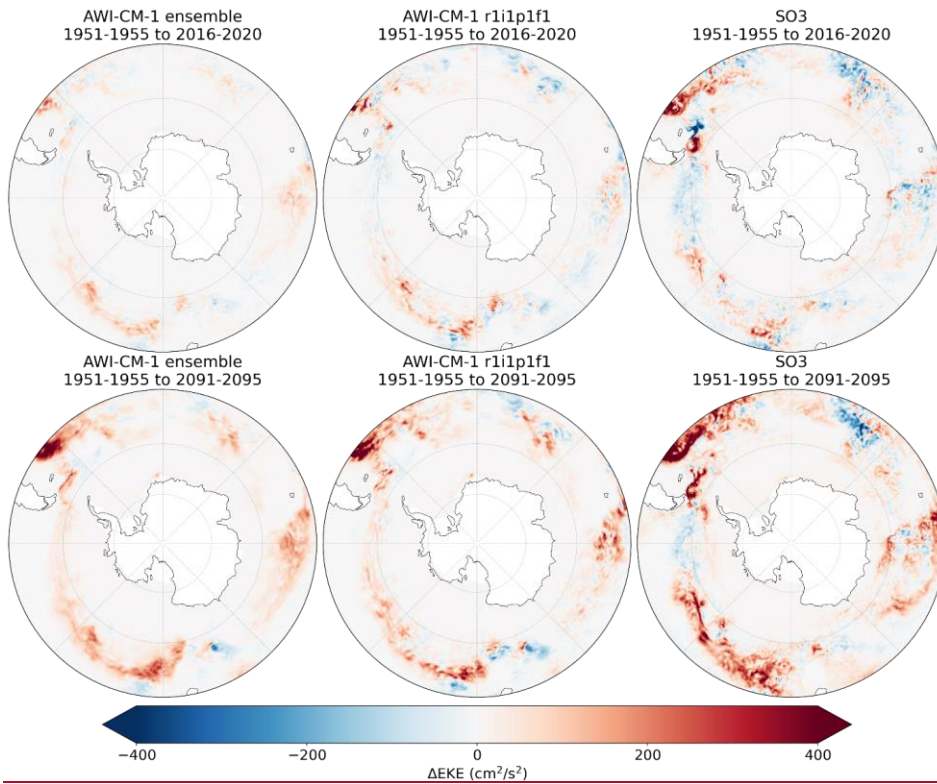 AWI-CM-1 ensemble
1951-1955 to 2016-2020
AWI-CM-1 r1i1p1f1
1951-1955 to 2016-2020
SO3
1951-1955 to 2016-2020
AWI-CM-1 ensemble
1951-1955 to 2091-2095
AWI-CM-1 r1i1p1f1
1951-1955 to 2091-2095
SO3
1951-1955 to 2091-2095
−400 −200 0 200 400
ΔEKE (cm²/s²)